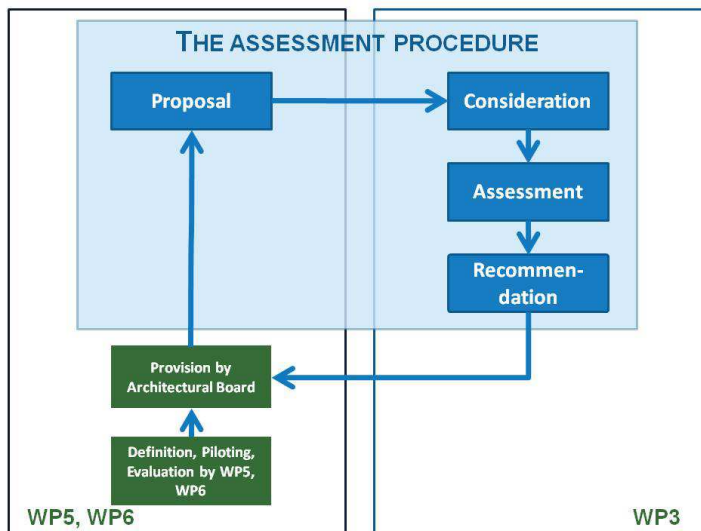 THE ASSESSMENT PROCEDURE
Proposal
Consideration
Assessment
Recommen-
dation
Provision by
Architectural Board
Definition, Piloting,
Evaluation by WP5,
WP6
WP5, WP6
WP3